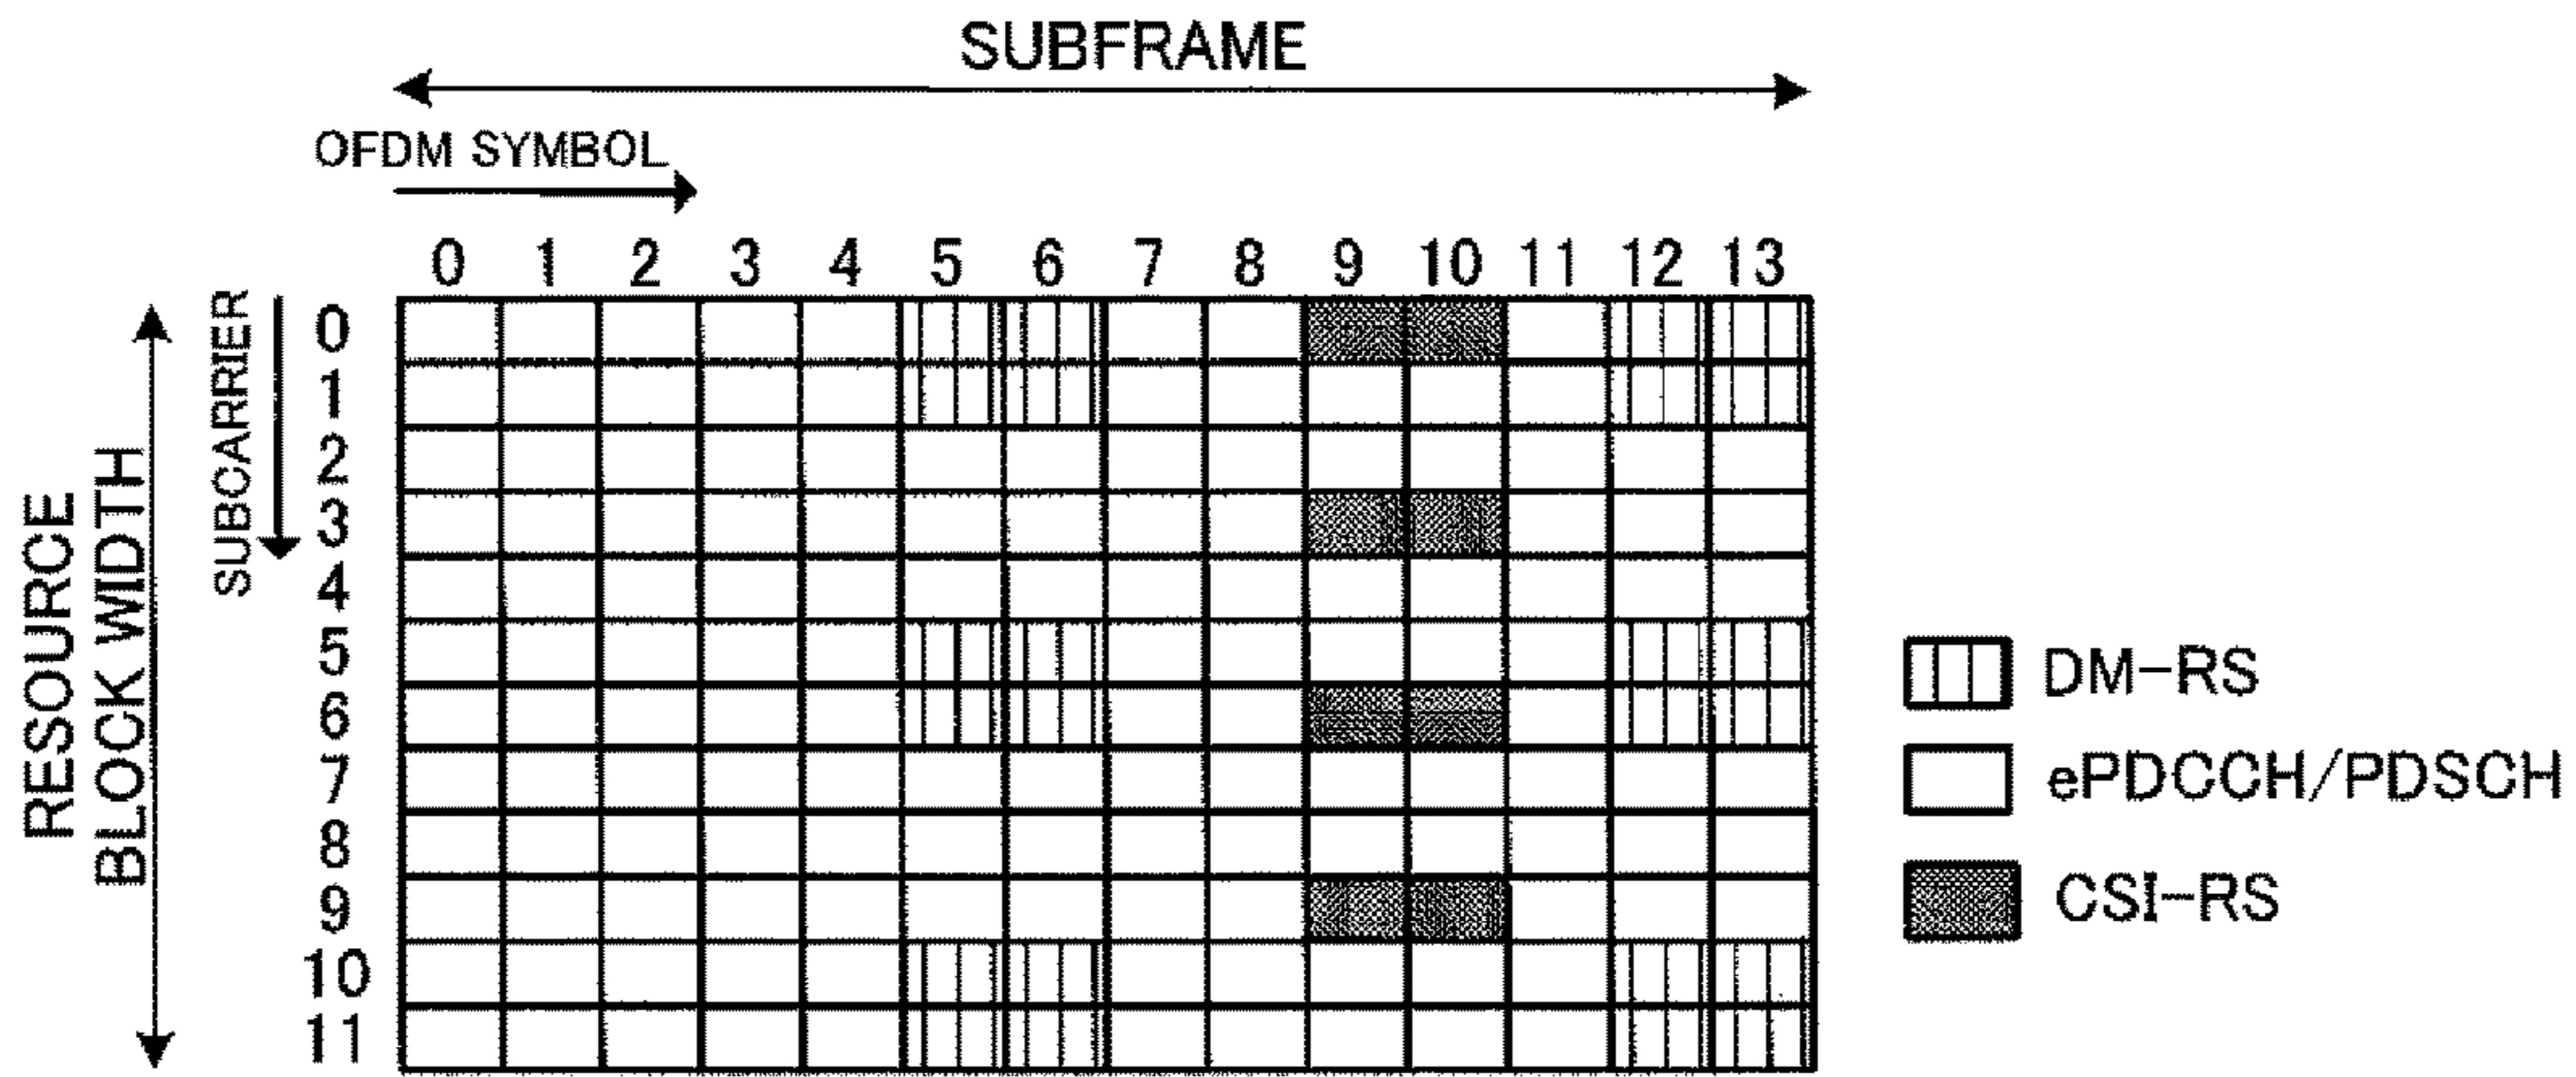 SUBFRAME
OFDM SYMBOL
0 1 2 3 4 5 6 7 8 9 10 11 12 13
RESOURCE
BLOCK WIDTH
SUBCARRIER
0
1
2
3
4
5
6
7
8
9
10
11
DM-RS
ePDCCH/PDSCH
CSI-RS